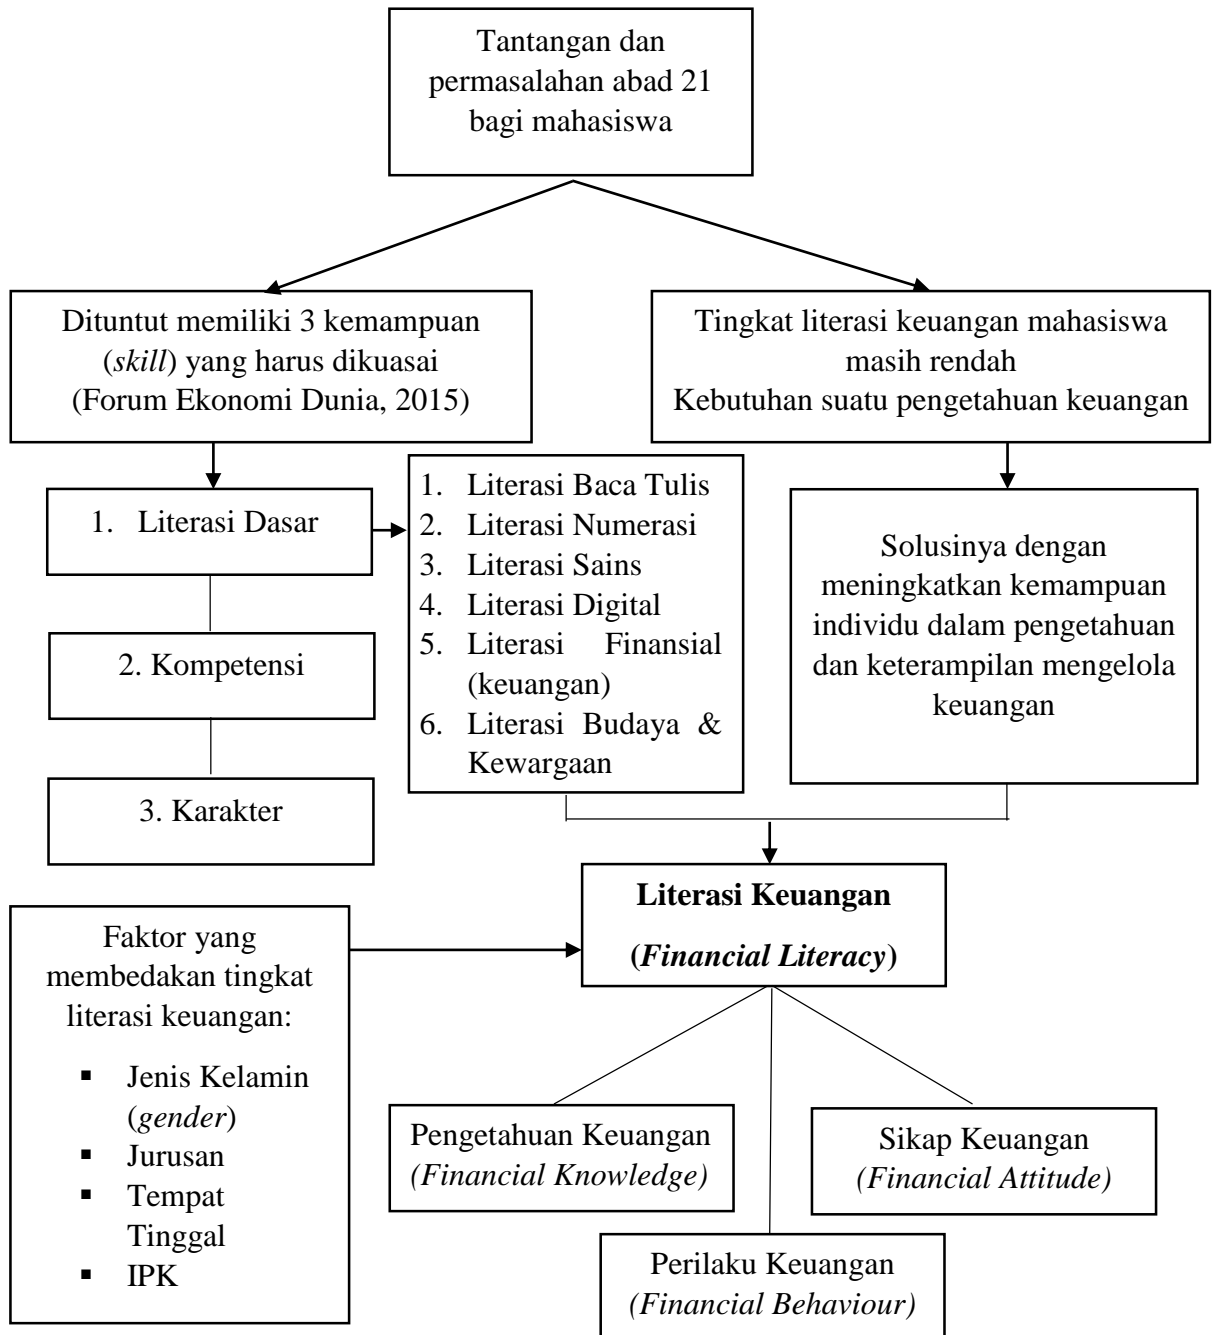 Tantangan dan
permasalahan abad 21
bagi mahasiswa
Dituntut memiliki 3 kemampuan
(skill) yang harus dikuasai
(Forum Ekonomi Dunia, 2015)
Tingkat literasi keuangan mahasiswa
masih rendah
Kebutuhan suatu pengetahuan keuangan
1. Literasi Dasar
2. Kompetensi
3. Karakter
1. Literasi Baca Tulis
2. Literasi Numerasi
3. Literasi Sains
4. Literasi Digital
5. Literasi Finansial
(keuangan)
6. Literasi Budaya &
Kewargaan
Solusinya dengan
meningkatkan kemampuan
individu dalam pengetahuan
dan keterampilan mengelola
keuangan
Literasi Keuangan
(Financial Literacy)
Faktor yang
membedakan tingkat
literasi keuangan:
▪ Jenis Kelamin
(gender)
▪ Jurusan
▪ Tempat
Tinggal
▪ IPK
Pengetahuan Keuangan
(Financial Knowledge)
Sikap Keuangan
(Financial Attitude)
Perilaku Keuangan
(Financial Behaviour)